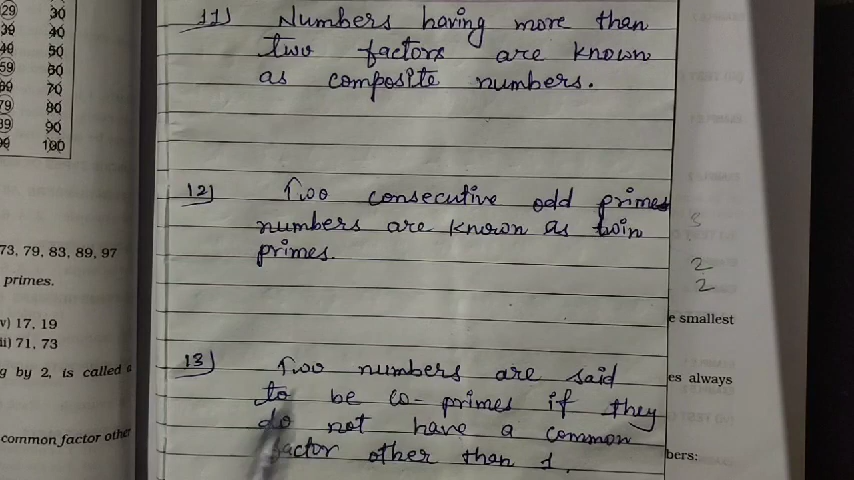 29 30
39 40
49 50
59 60
69 70
79 80
89 90
99 100
73, 79, 83, 89, 97
primes.
v) 17, 19
ii) 71, 73
g by 2, is called a
common factor other
11) Numbers having more than
two factors are known
as composite numbers.
12) Two consecutive odd primes
numbers are known as twin
primes.
13) Two numbers are said
to be co-primes if they
do not have a common
factor other than 1.
2
2
e smallest
es always
bers: